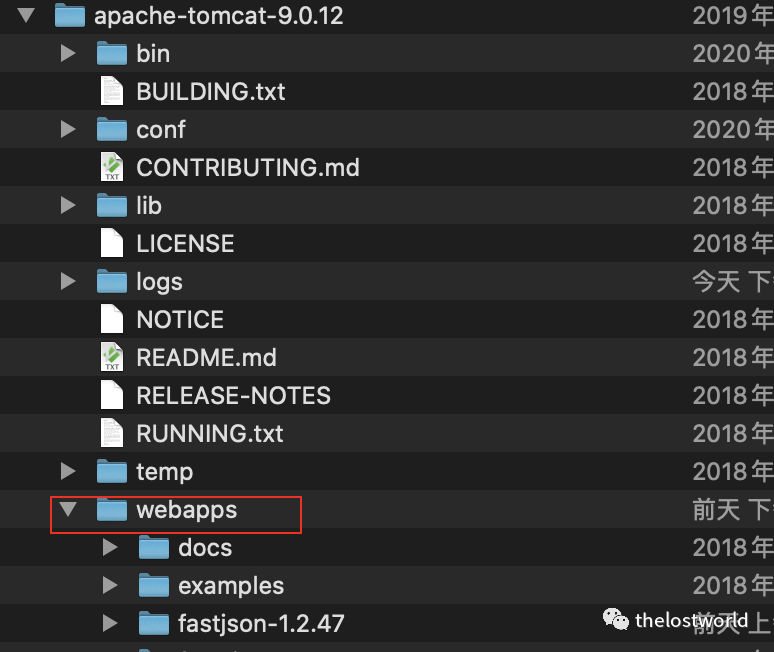 apache-tomcat-9.0.12 2019年
bin 2020年
BUILDING.txt 2018年
conf 2020年
TXT
CONTRIBUTING.md 2018年
lib 2018年
LICENSE 2018年
logs 今天 下
NOTICE 2018年
TXT
README.md 2018年
RELEASE-NOTES 2018年
RUNNING.txt 2018年
temp 2018年
webapps 前天 下
docs 2018年
examples 2018年
fastjson-1.2.47 前天 上
thelostworld